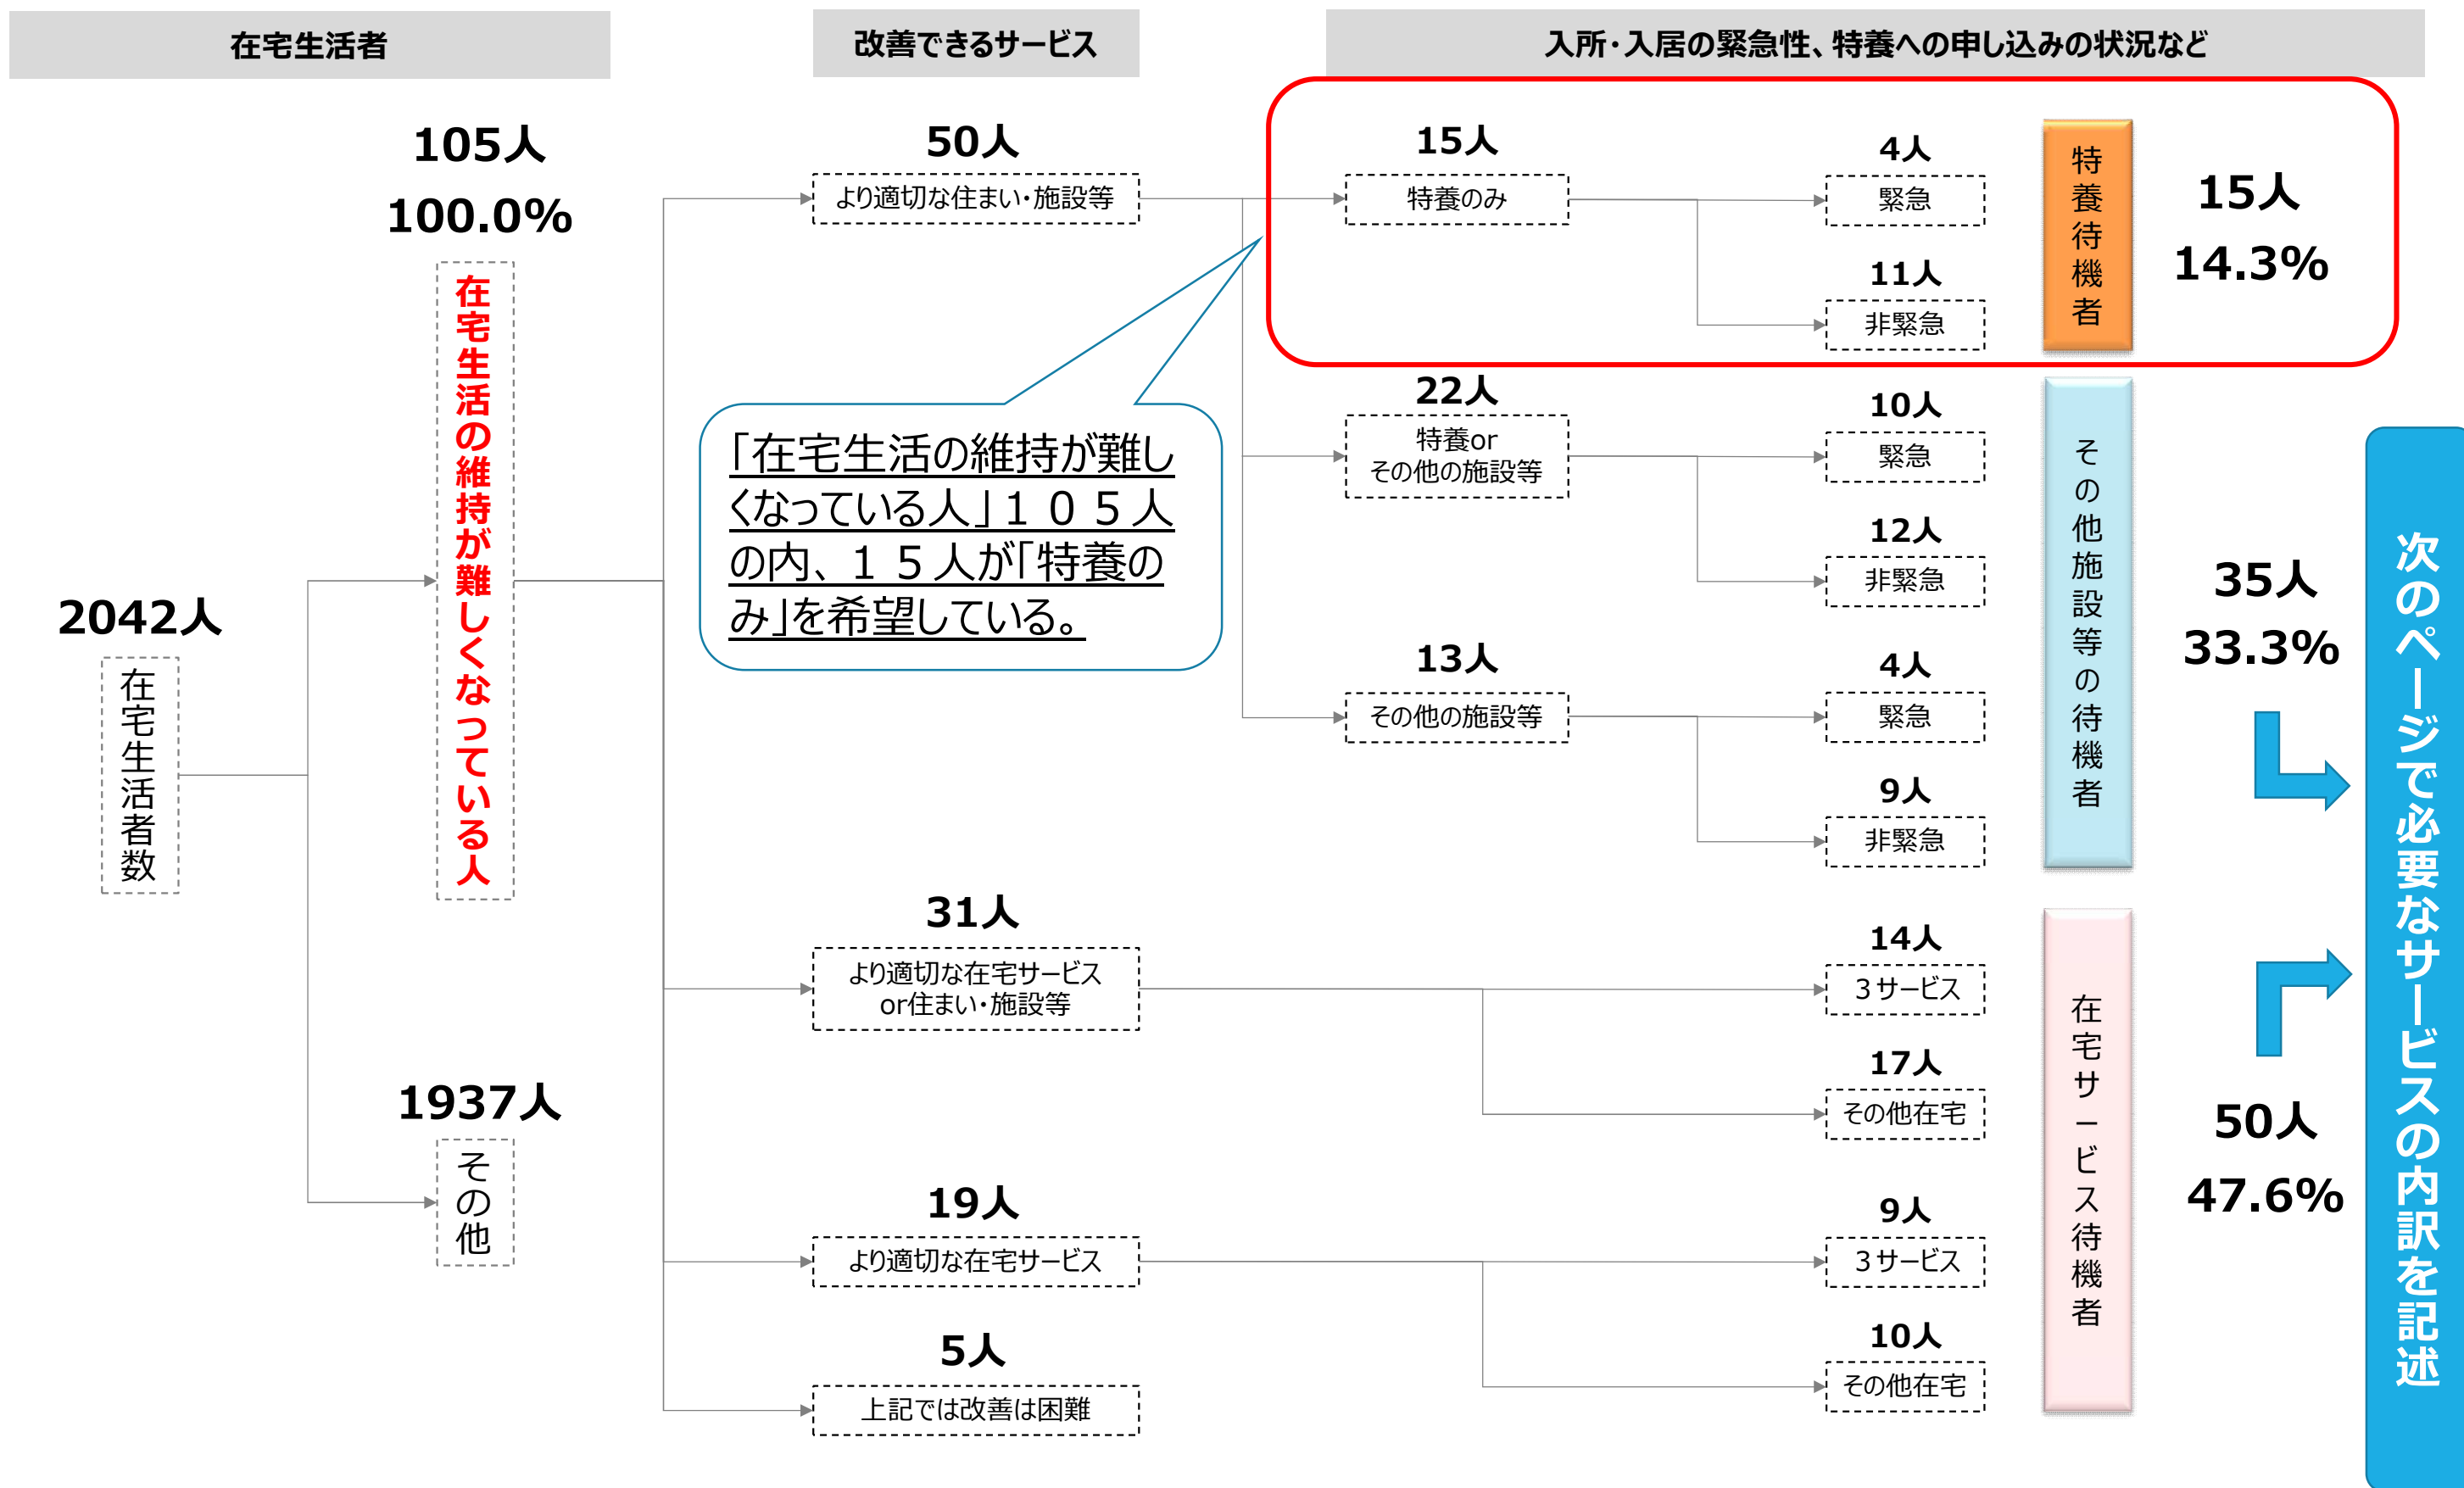 在宅生活者
改善できるサービス
入所・入居の緊急性、特養への申し込みの状況など
2042人
在宅生活者数
105人
100.0%
在宅生活の維持が難しくなっている人
1937人
その他
50人
より適切な住まい・施設等
「在宅生活の維持が難し
くなっている人」１０５人
の内、１５人が「特養の
み」を希望している。
31人
より適切な在宅サービス
or住まい・施設等
19人
より適切な在宅サービス
5人
上記では改善は困難
15人
特養のみ
4人
緊急
11人
非緊急
22人
特養or
その他の施設等
10人
緊急
12人
非緊急
13人
その他の施設等
4人
緊急
9人
非緊急
14人
３サービス
17人
その他在宅
9人
３サービス
10人
その他在宅
特養待機者
15人
14.3%
その他施設等の待機者
35人
33.3%
在宅サービス待機者
50人
47.6%
次のページで必要なサービスの内訳を記述